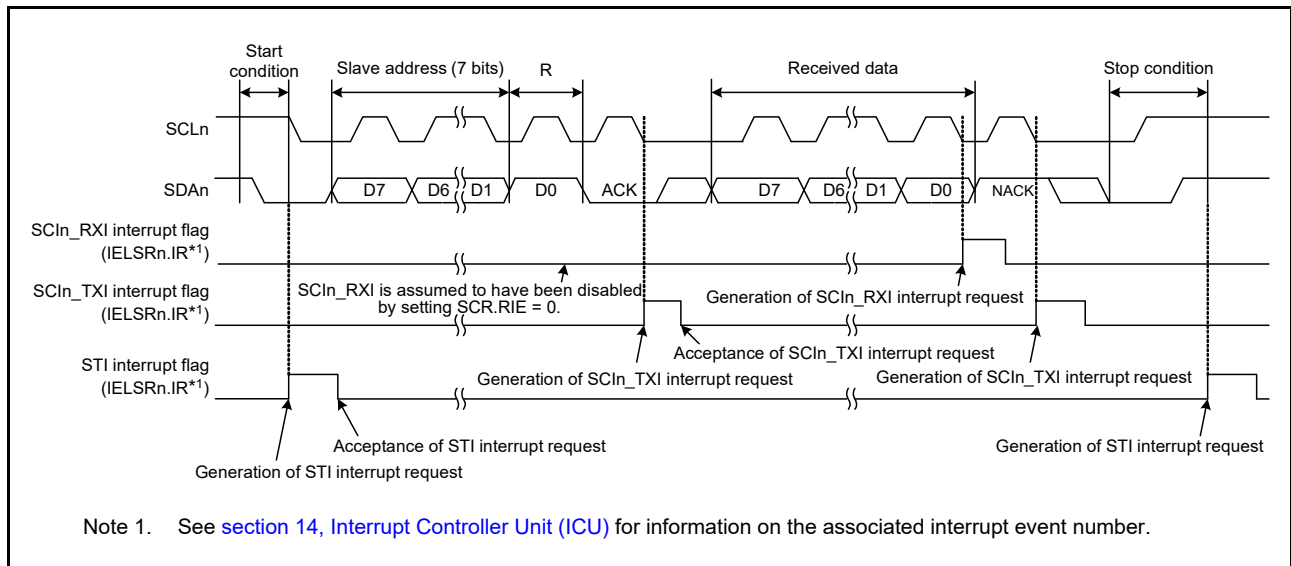 Start
condition
Slave address (7 bits)
R
Received data
Stop condition
SCLn
SDAn
D7
D6
D1
D0
ACK
D7
D6
D1
D0
NACK
SCIn_RXI interrupt flag
(IELSRn.IR*1)
SCIn_RXI is assumed to have been disabled
by setting SCR.RIE = 0.
Generation of SCIn_RXI interrupt request
SCIn_TXI interrupt flag
(IELSRn.IR*1)
Acceptance of SCIn_TXI interrupt request
Generation of SCIn_TXI interrupt request
Generation of SCIn_TXI interrupt request
STI interrupt flag
(IELSRn.IR*1)
Acceptance of STI interrupt request
Generation of STI interrupt request
Generation of STI interrupt request
Note 1. See section 14, Interrupt Controller Unit (ICU) for information on the associated interrupt event number.